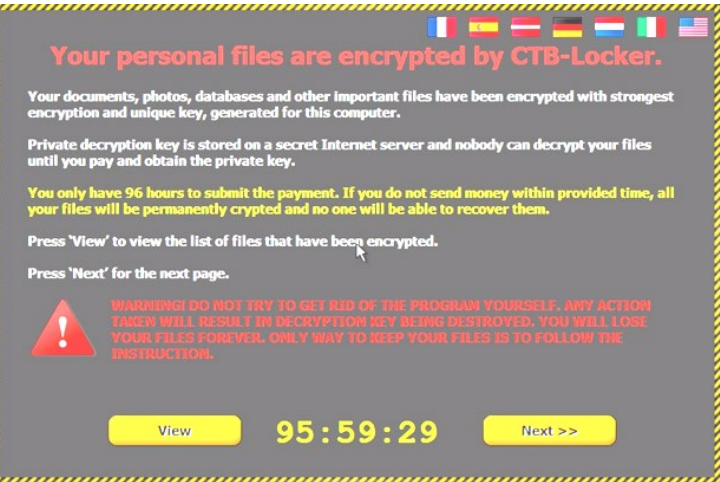 Your personal files are encrypted by CTB-Locker.
Your documents, photos, databases and other important files have been encrypted with strongest
encryption and unique key, generated for this computer.
Private decryption key is stored on a secret Internet server and nobody can decrypt your files
until you pay and obtain the private key.
You only have 96 hours to submit the payment. If you do not send money within provided time, all
your files will be permanently crypted and no one will be able to recover them.
Press 'View' to view the list of files that have been encrypted.
Press 'Next' for the next page.
WARNING! DO NOT TRY TO GET RID OF THE PROGRAM YOURSELF. ANY ACTION
TAKEN WILL RESULT IN DECRYPTION KEY BEING DESTROYED. YOU WILL LOSE
YOUR FILES FOREVER. ONLY WAY TO KEEP YOUR FILES IS TO FOLLOW THE
INSTRUCTION.
View
95:59:29
Next >>